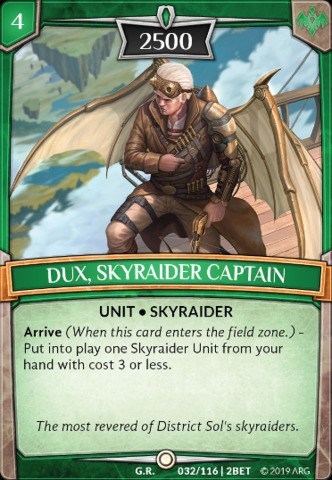 4
2500
DUX, SKYRAIDER CAPTAIN
UNIT • SKYRAIDER
Arrive (When this card enters the field zone.) -
Put into play one Skyraider Unit from your
hand with cost 3 or less.
The most revered of District Sol's skyraiders.
G.R. 032/116 | 2BET © 2019 ARG